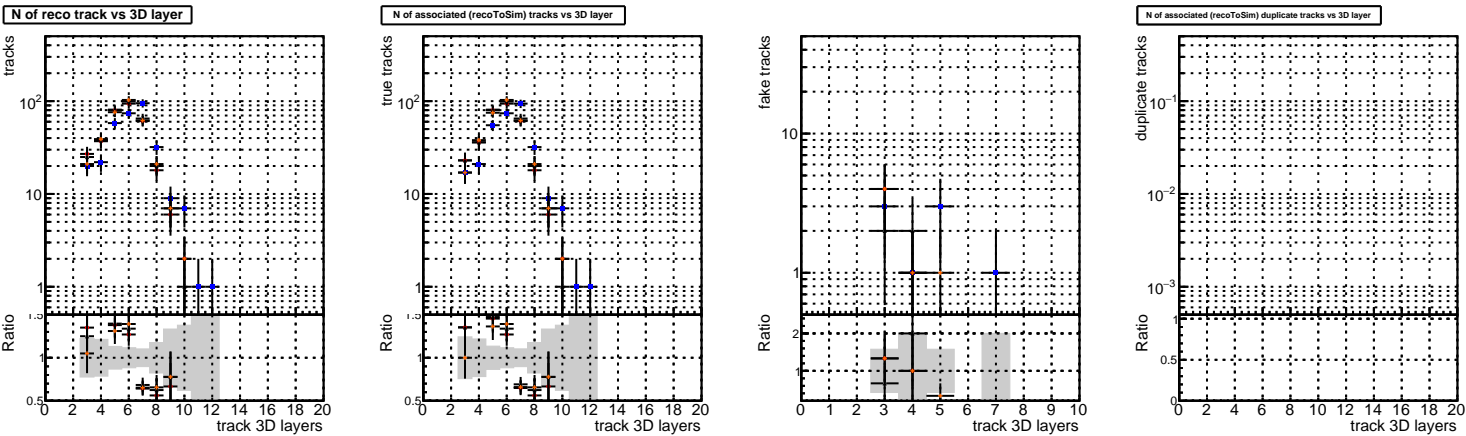 N of reco track vs 3D layer
tracks
10²
10
1
Ratio
1.5
1
0.5
0 2 4 6 8 10 12 14 16 18 20
track 3D layers
N of associated (recoToSim) tracks vs 3D layer
true tracks
10²
10
1
Ratio
1.5
1
0.5
0 2 4 6 8 10 12 14 16 18 20
track 3D layers
fake tracks
10
1
Ratio
2
1
0 1 2 3 4 5 6 7 8 9 10
track 3D layers
N of associated (recoToSim) duplicate tracks vs 3D layer
duplicate tracks
10⁻¹
10⁻²
10⁻³
Ratio
1
0.5
0
0 2 4 6 8 10 12 14 16 18 20
track 3D layers